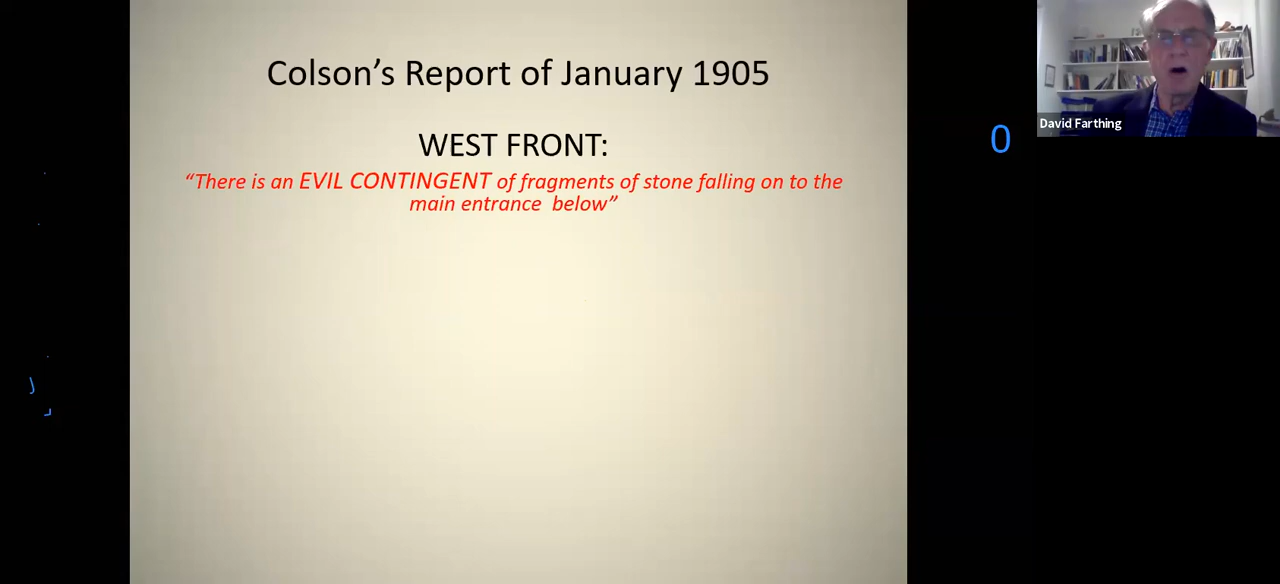 Colson’s Report of January 1905
WEST FRONT:
“There is an EVIL CONTINGENT of fragments of stone falling on to the
main entrance below”
David Farthing
0